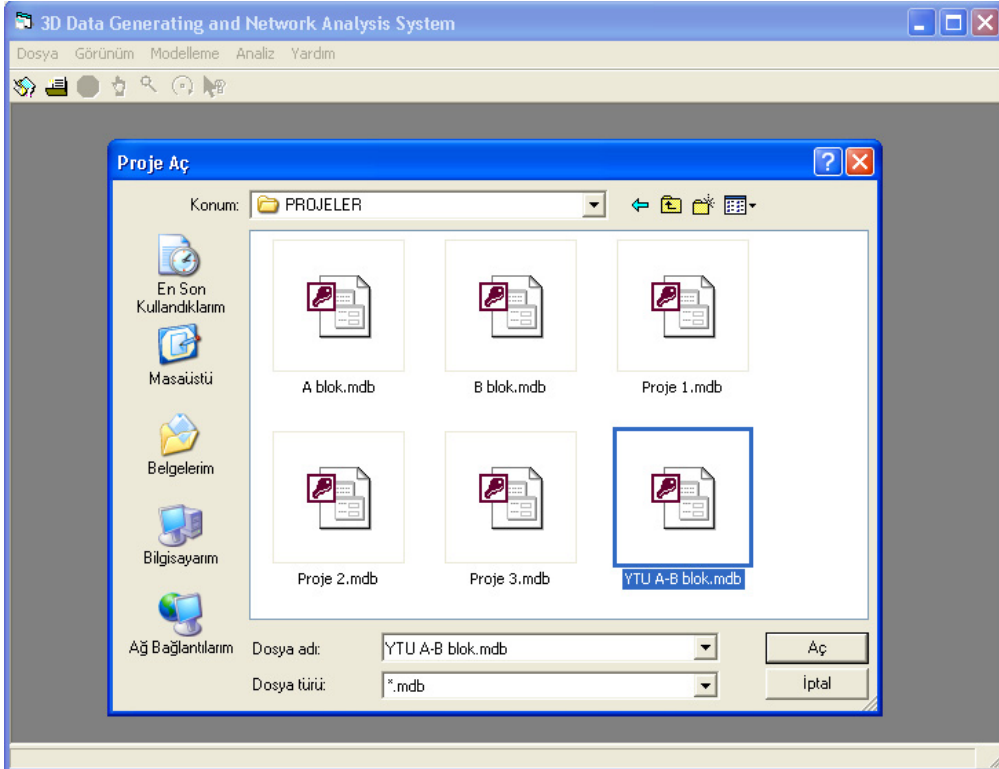 3D Data Generating and Network Analysis System
Dosya Görünüm Modelleme Analiz Yardım
Proje Aç
Konum: PROJELER
En Son
Kullandıklarım
Masaüstü
Belgelerim
Bilgisayarım
Ağ Bağlantılarım
A blok.mdb B blok.mdb Proje 1.mdb
Proje 2.mdb Proje 3.mdb YTU A-B blok.mdb
Dosya adı: YTU A-B blok.mdb Aç
Dosya türü: *.mdb İptal